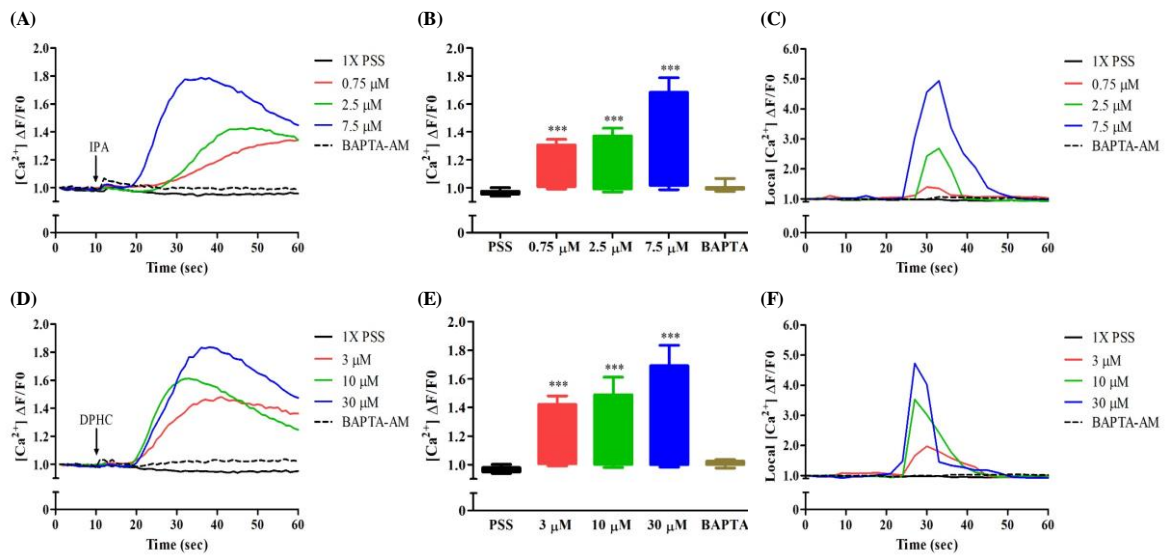 (A)
[Ca2+] ΔF/F0
2.0
1.8
1.6
1.4
1.2
1.0
0
IPA
0 10 20 30 40 50 60
Time (sec)
1X PSS
0.75 μM
2.5 μM
7.5 μM
BAPTA-AM
(B)
[Ca2+] ΔF/F0
2.0
1.8
1.6
1.4
1.2
1.0
0
***
***
***
PSS 0.75 μM 2.5 μM 7.5 μM BAPTA
(C)
Local [Ca2+] ΔF/F0
6.0
5.0
4.0
3.0
2.0
1.0
0.0
0 10 20 30 40 50 60
Time (sec)
1X PSS
0.75 μM
2.5 μM
7.5 μM
BAPTA-AM
(D)
[Ca2+] ΔF/F0
2.0
1.8
1.6
1.4
1.2
1.0
0
DPHC
0 10 20 30 40 50 60
Time (sec)
1X PSS
3 μM
10 μM
30 μM
BAPTA-AM
(E)
[Ca2+] ΔF/F0
2.0
1.8
1.6
1.4
1.2
1.0
0
***
***
***
PSS 3 μM 10 μM 30 μM BAPTA
(F)
Local [Ca2+] ΔF/F0
6.0
5.0
4.0
3.0
2.0
1.0
0
0 10 20 30 40 50 60
Time (sec)
1X PSS
3 μM
10 μM
30 μM
BAPTA-AM